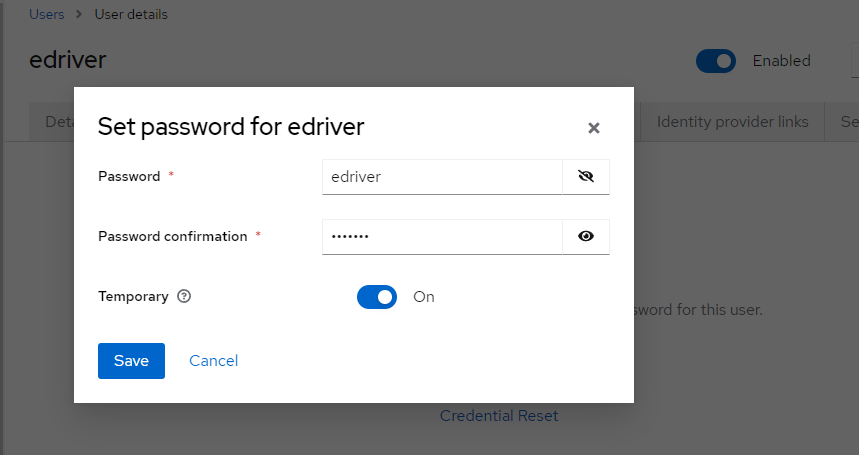 Users > User details
edriver
Enabled
Deta
Identity provider links
Se
Set password for edriver
Password *
edriver
Password confirmation *
•••••••
Temporary
On
sword for this user.
Save
Cancel
Credential Reset